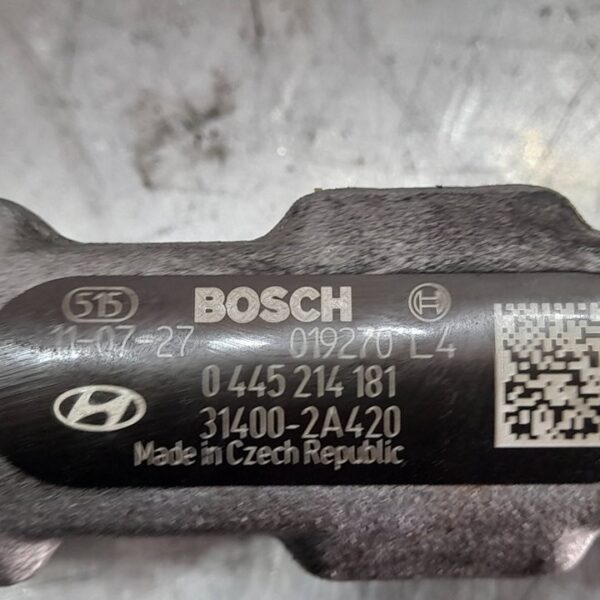 515 BOSCH
11-07-27 019270 L4
0 445 214 181
31400-2A420
Made in Czech Republic